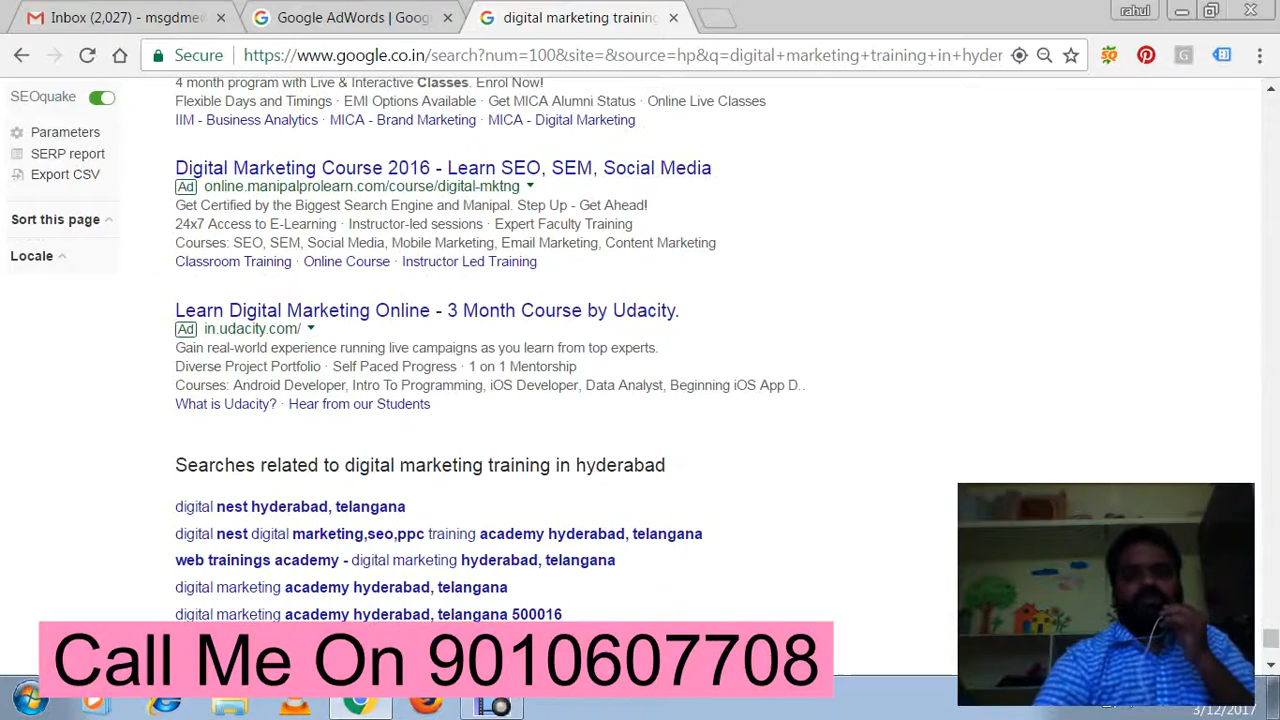 Inbox (2,027) - msgdme
Google AdWords | Goog
digital marketing training
rahul
Secure
https://www.google.co.in/search?num=100&site=&source=hp&q=digital+marketing+training+in+hyder
SEOquake
Parameters
SERP report
Export CSV
Sort this page
Locale
4 month program with Live & Interactive Classes. Enrol Now!
Flexible Days and Timings · EMI Options Available · Get MICA Alumni Status · Online Live Classes
IIM - Business Analytics · MICA - Brand Marketing · MICA - Digital Marketing
Digital Marketing Course 2016 - Learn SEO, SEM, Social Media
Ad online.manipalprolearn.com/course/digital-mktng
Get Certified by the Biggest Search Engine and Manipal. Step Up - Get Ahead!
24x7 Access to E-Learning · Instructor-led sessions · Expert Faculty Training
Courses: SEO, SEM, Social Media, Mobile Marketing, Email Marketing, Content Marketing
Classroom Training · Online Course · Instructor Led Training
Learn Digital Marketing Online - 3 Month Course by Udacity.
Ad in.udacity.com/
Gain real-world experience running live campaigns as you learn from top experts.
Diverse Project Portfolio · Self Paced Progress · 1 on 1 Mentorship
Courses: Android Developer, Intro To Programming, iOS Developer, Data Analyst, Beginning iOS App D..
What is Udacity? · Hear from our Students
Searches related to digital marketing training in hyderabad
digital nest hyderabad, telangana
digital nest digital marketing,seo,ppc training academy hyderabad, telangana
web trainings academy - digital marketing hyderabad, telangana
digital marketing academy hyderabad, telangana
digital marketing academy hyderabad, telangana 500016
Call Me On 9010607708
3/12/2017